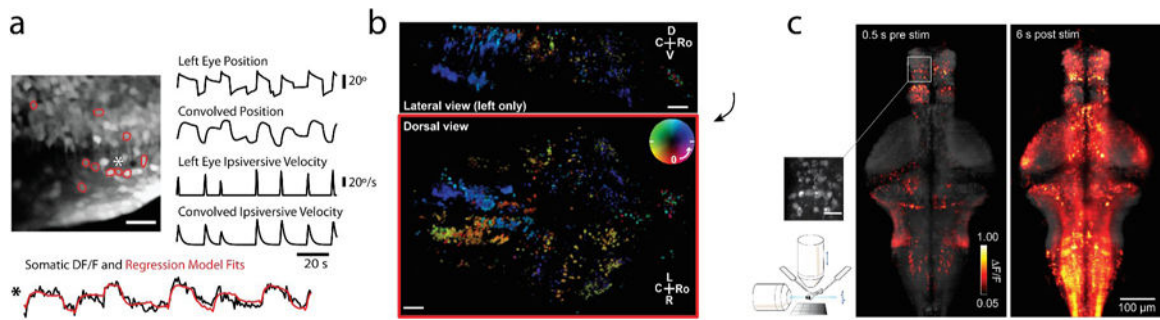 a
Left Eye Position
20°
Convolved Position
Left Eye Ipsiversive Velocity
20°/s
Convolved Ipsiversive Velocity
20 s
*
Somatic DF/F and Regression Model Fits
*
b
D
C Ro
V
Lateral view (left only)
Dorsal view
0
L
C Ro
R
c
0.5 s pre stim
6 s post stim
1.00
ΔF/F
0.05
100 µm